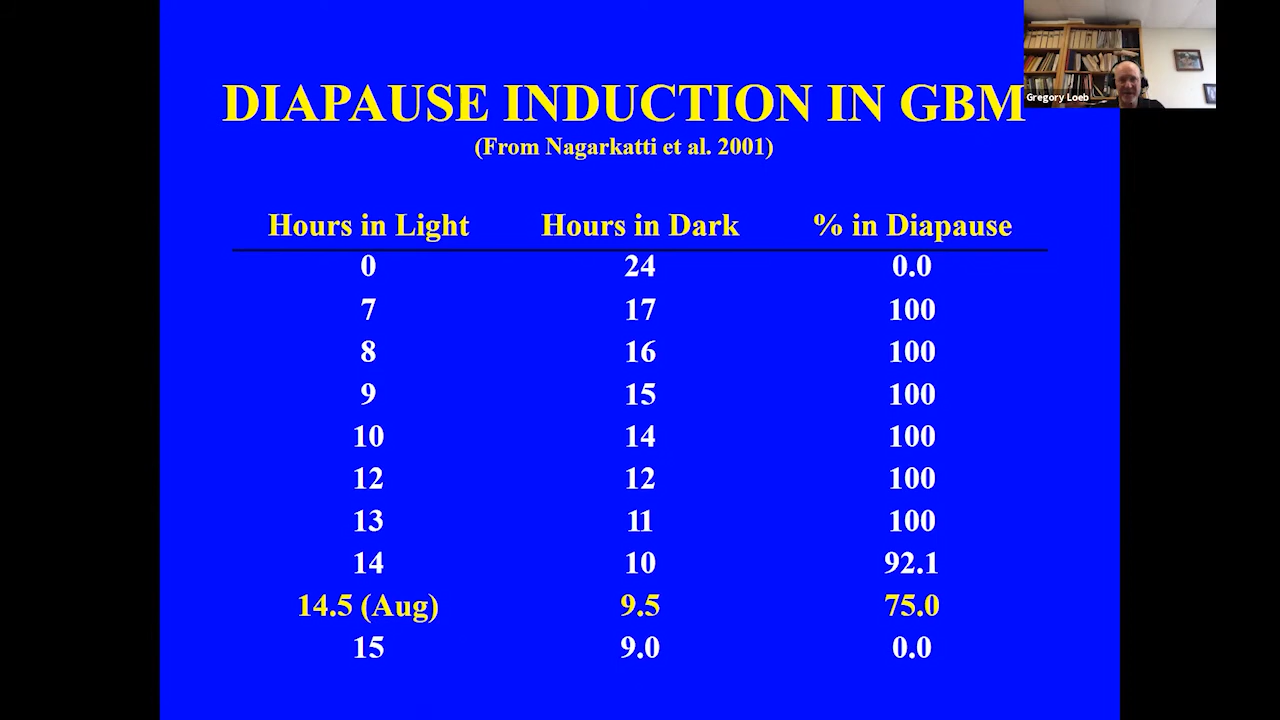 DIAPAUSE INDUCTION IN GBM
(From Nagarkatti et al. 2001)
Gregory Loeb
Hours in Light Hours in Dark % in Diapause
0 24 0.0
7 17 100
8 16 100
9 15 100
10 14 100
12 12 100
13 11 100
14 10 92.1
14.5 (Aug) 9.5 75.0
15 9.0 0.0